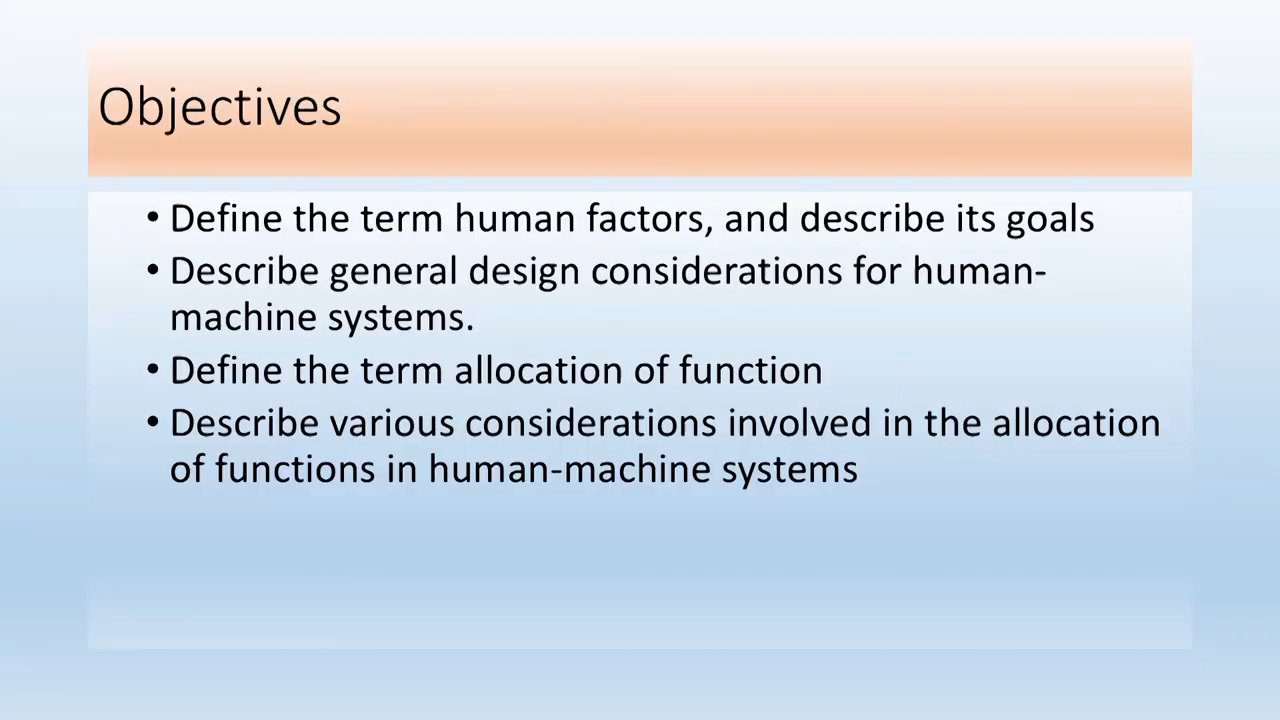 Objectives
• Define the term human factors, and describe its goals
• Describe general design considerations for human-
machine systems.
• Define the term allocation of function
• Describe various considerations involved in the allocation
of functions in human-machine systems